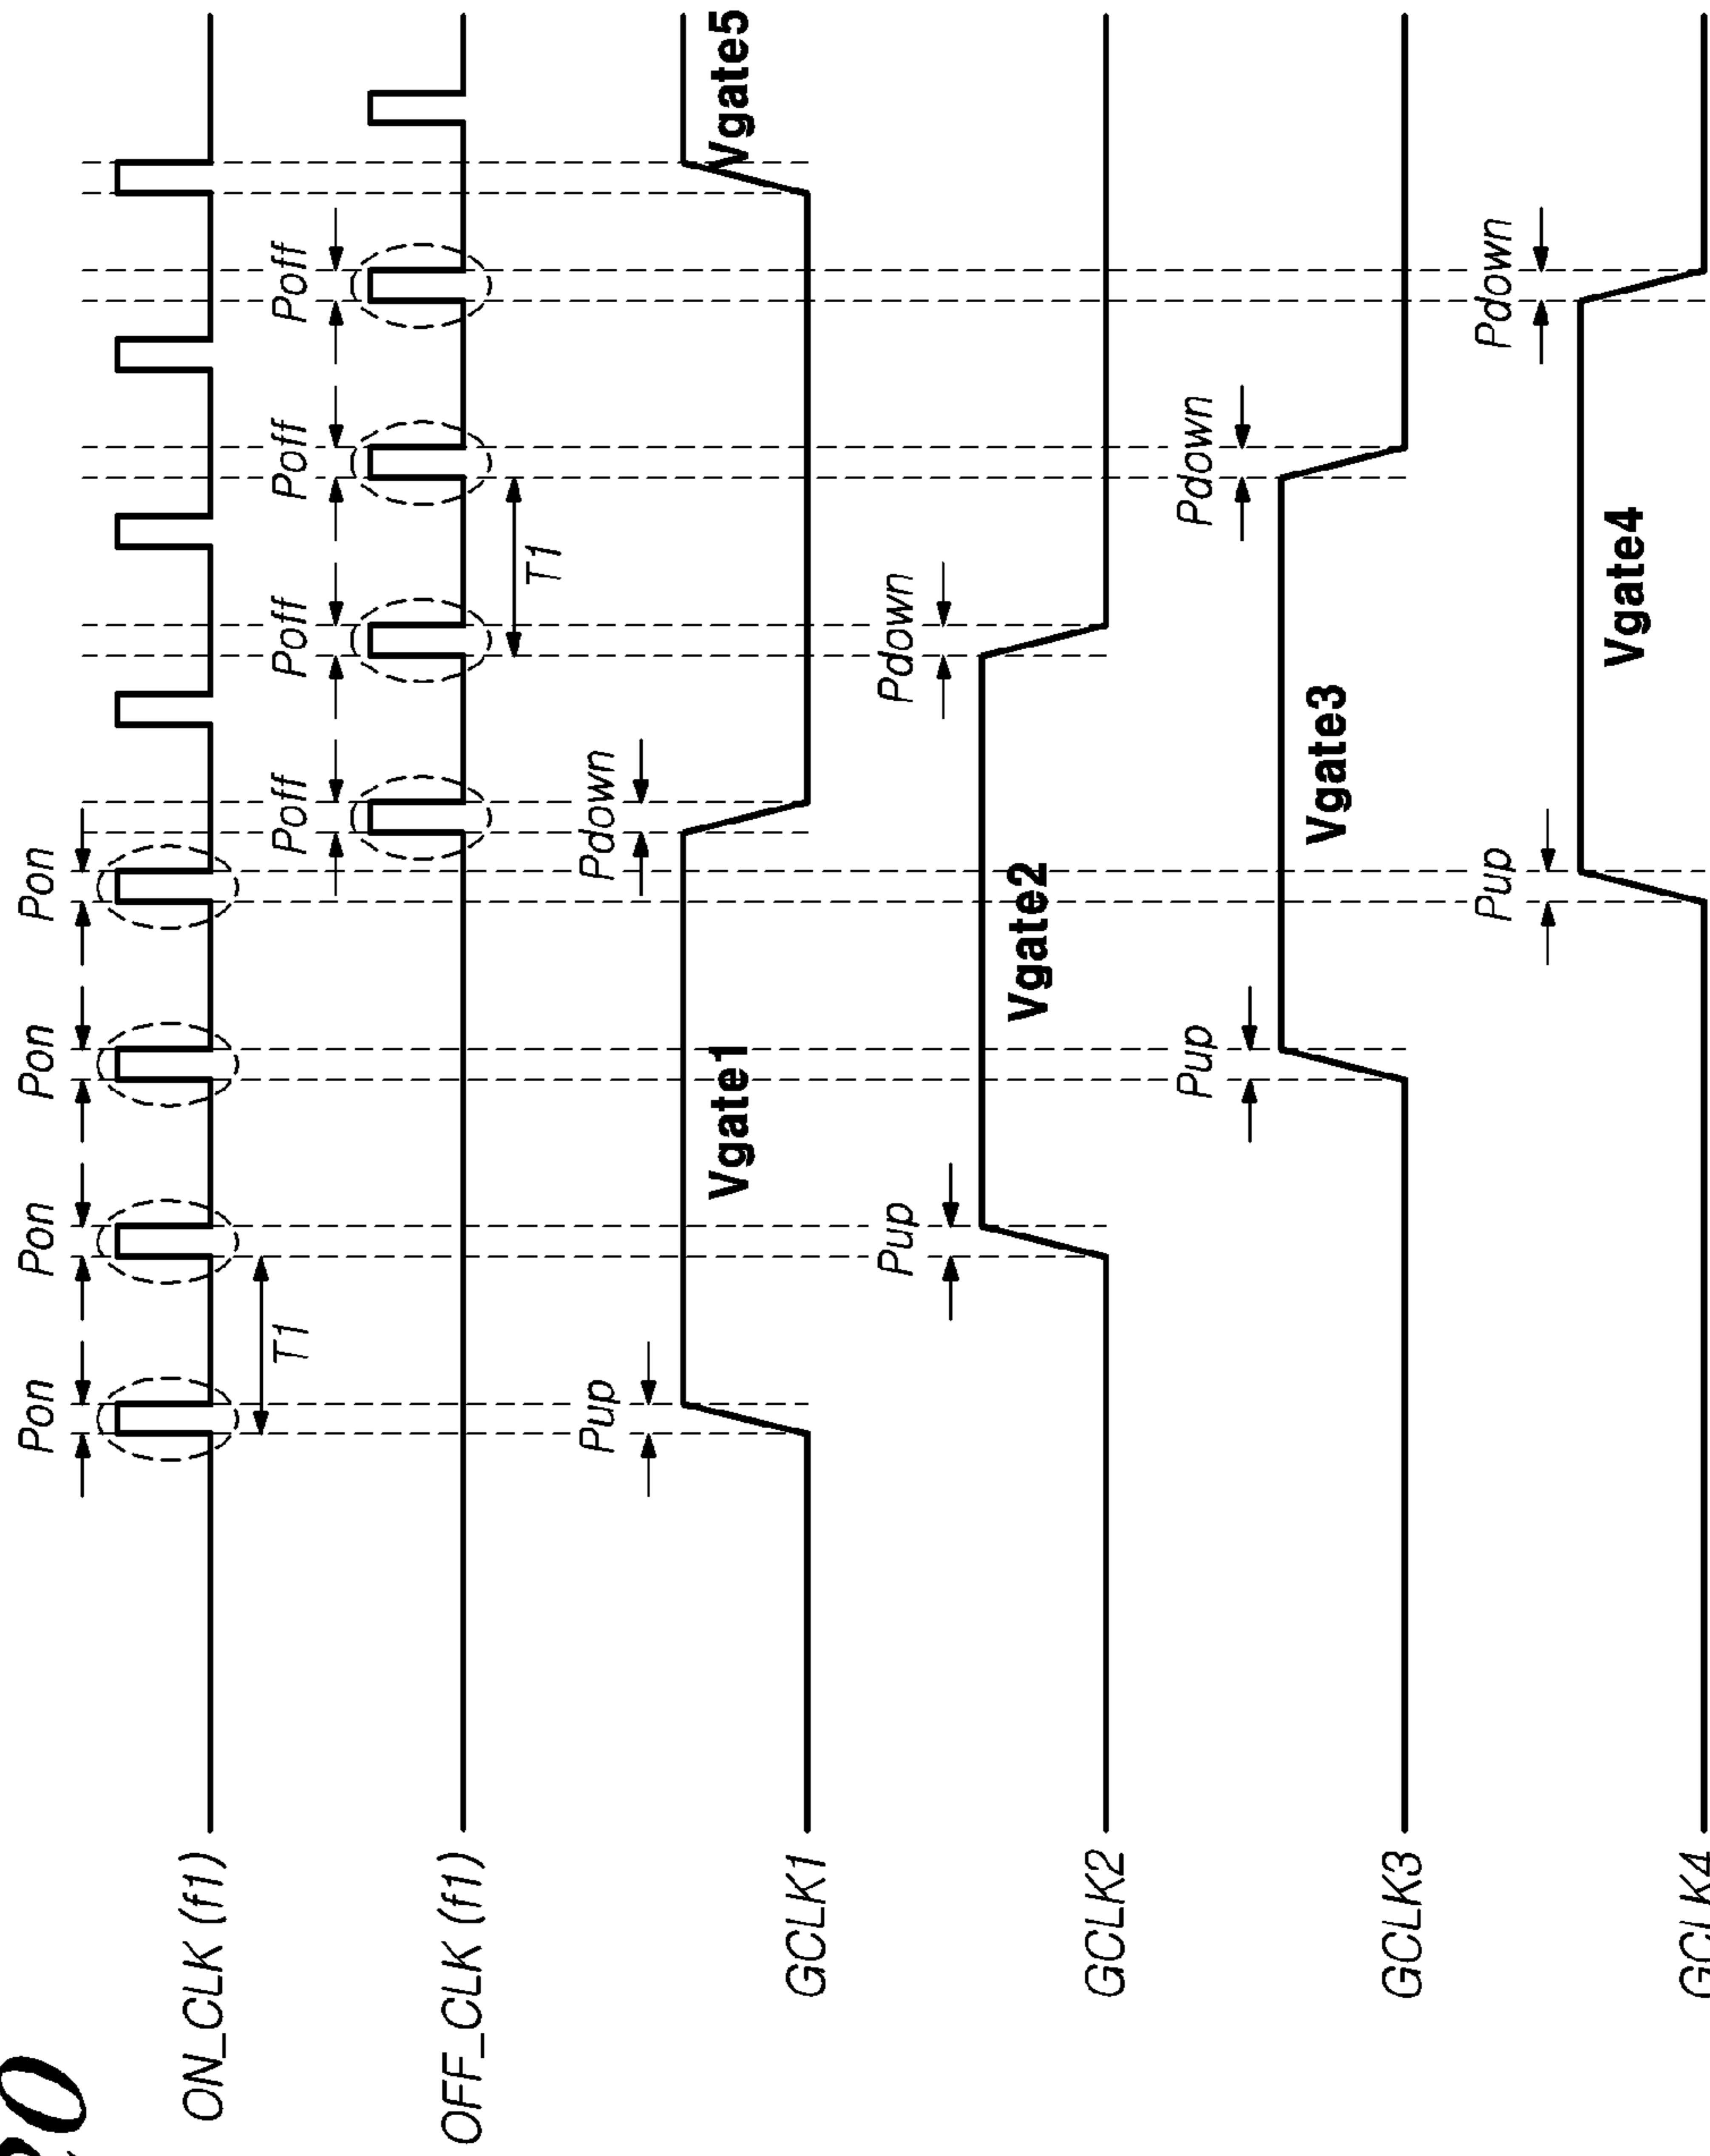 Pon Pon Pon Pon
ON_CLK (f1)
T1 Poff Poff Poff Poff
OFF_CLK (f1)
T1
Pup Pdown
Vgate1 Vgate5
GCLK1
Pup Pdown
Vgate2
GCLK2
Pup Pdown
Vgate3
GCLK3
Pup Pdown
Vgate4
GCLK4